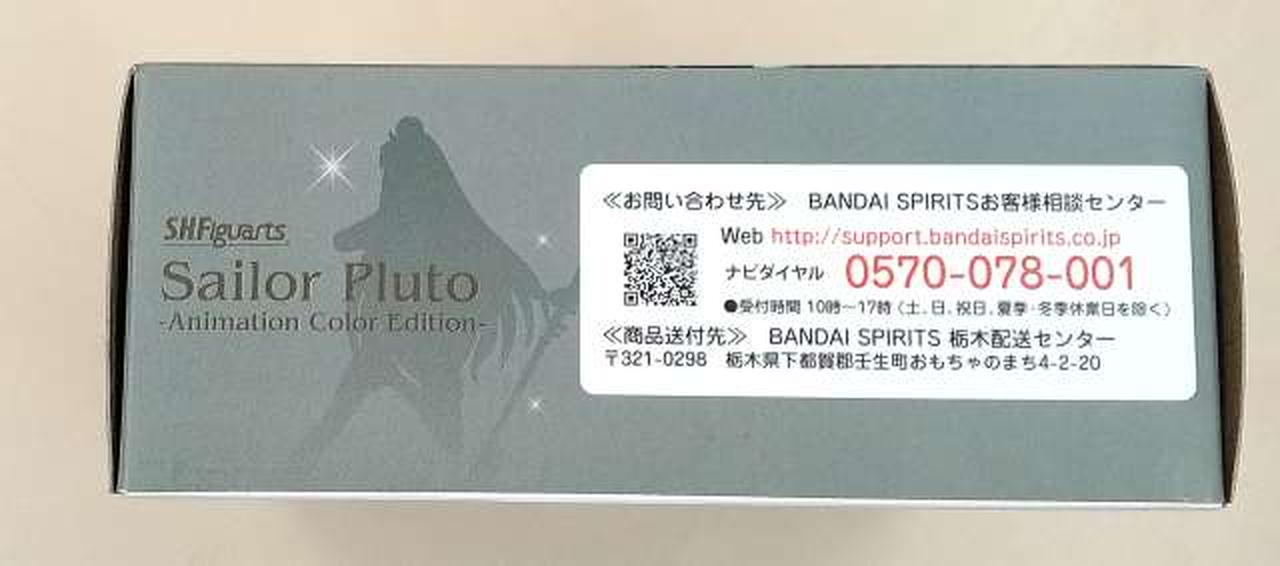 S.H.Figuarts
Sailor Pluto
-Animation Color Edition-
≪お問い合わせ先≫ BANDAI SPIRITSお客様相談センター
Web http://support.bandaispirits.co.jp
ナビダイヤル 0570-078-001
●受付時間 10時～17時（土、日、祝日、夏季・冬季休業日を除く）
≪商品送付先≫ BANDAI SPIRITS 栃木配送センター
〒321-0298 栃木県下都賀郡壬生町おもちゃのまち4-2-20